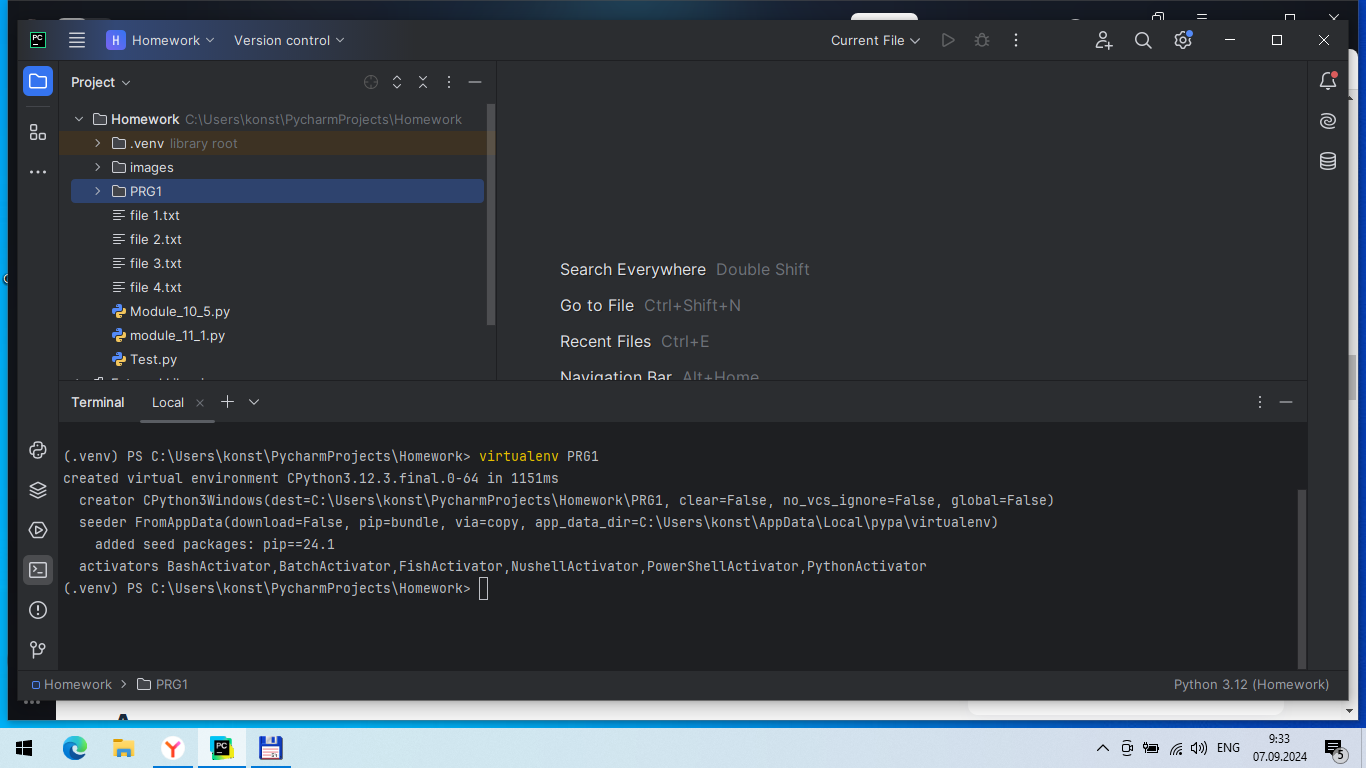 PC
H Homework Version control Current File
Project
Homework C:\Users\konst\PycharmProjects\Homework
.venv library root
images
PRG1
file 1.txt
file 2.txt
file 3.txt
file 4.txt
Module_10_5.py
module_11_1.py
Test.py
Search Everywhere Double Shift
Go to File Ctrl+Shift+N
Recent Files Ctrl+E
Navigation Bar Alt+Home
Terminal Local
(.venv) PS C:\Users\konst\PycharmProjects\Homework> virtualenv PRG1
created virtual environment CPython3.12.3.final.0-64 in 1151ms
creator CPython3Windows(dest=C:\Users\konst\PycharmProjects\Homework\PRG1, clear=False, no_vcs_ignore=False, global=False)
seeder FromAppData(download=False, pip=bundle, via=copy, app_data_dir=C:\Users\konst\AppData\Local\pypa\virtualenv)
added seed packages: pip==24.1
activators BashActivator,BatchActivator,FishActivator,NushellActivator,PowerShellActivator,PythonActivator
(.venv) PS C:\Users\konst\PycharmProjects\Homework>
Homework PRG1 Python 3.12 (Homework)
PC
ENG
9:33
07.09.2024
5